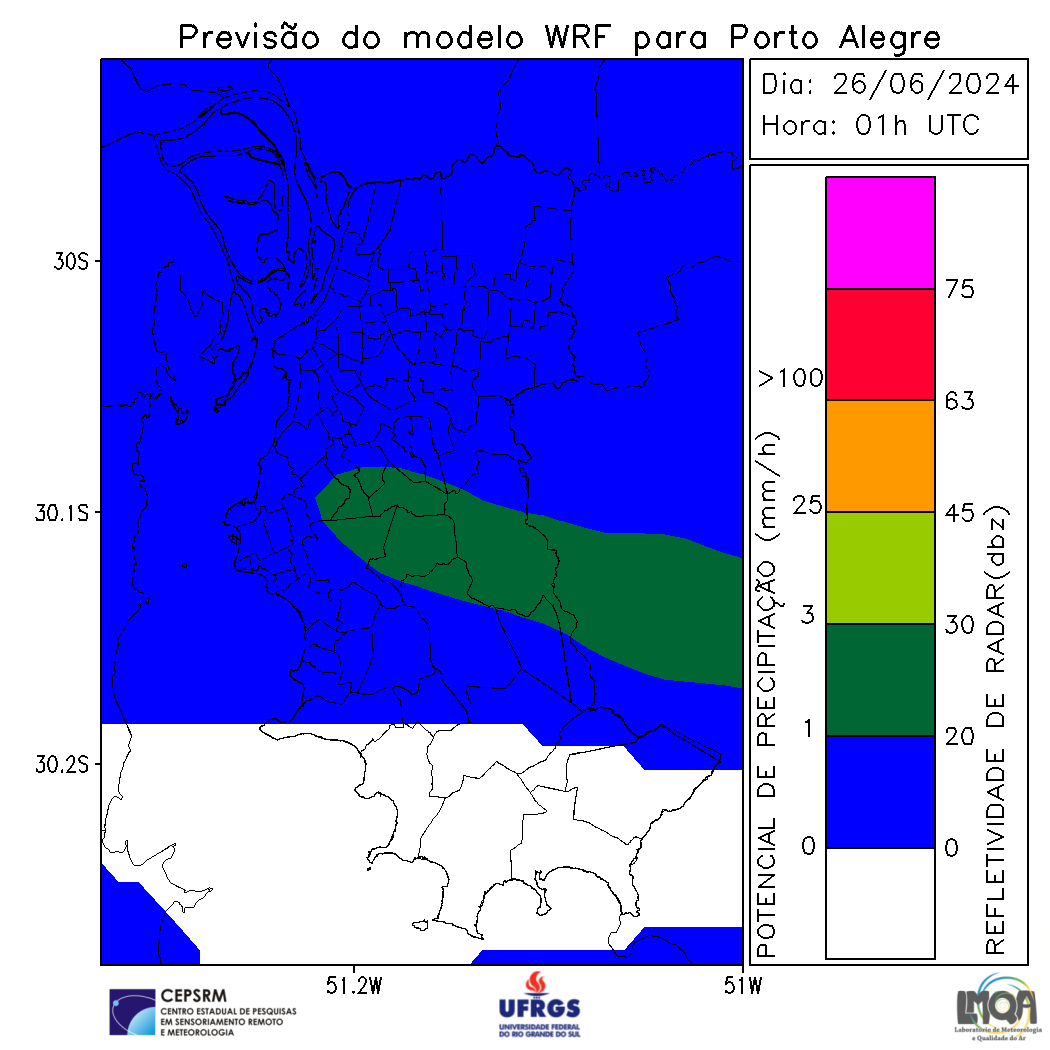 Previsão do modelo WRF para Porto Alegre
Dia: 26/06/2024
Hora: 01h UTC
30S
30.1S
30.2S
51.2W
51W
POTENCIAL DE PRECIPITAÇÃO (mm/h)
>100
25
3
1
0
75
63
45
30
20
0
REFLETIVIDADE DE RADAR(dbz)
CEPSRM
CENTRO ESTADUAL DE PESQUISAS
EM SENSORIAMENTO REMOTO
E METEOROLOGIA
UFRGS
UNIVERSIDADE FEDERAL
DO RIO GRANDE DO SUL
LMQA
Laboratório de Meteorologia
e Qualidade do Ar